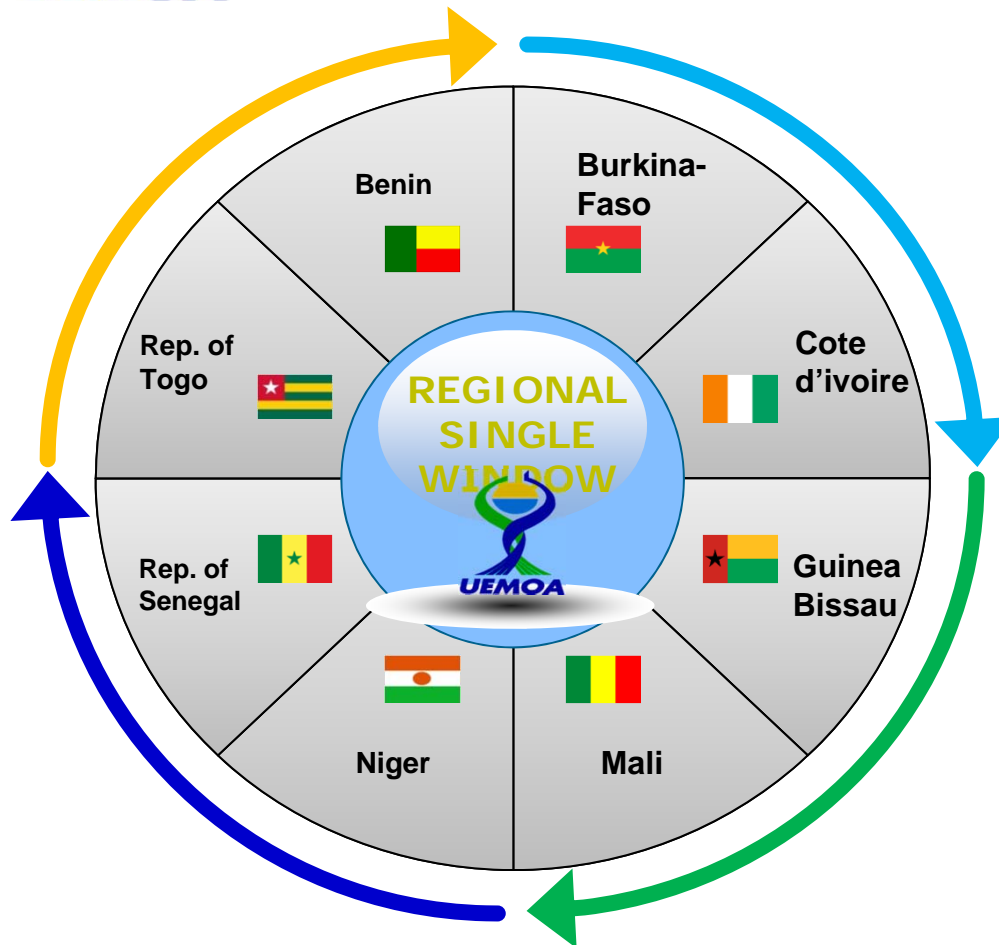 Benin
Burkina-
Faso
Rep. of
Togo
Cote
d’ivoire
REGIONAL
SINGLE
WINDOW
UEMOA
Rep. of
Senegal
Guinea
Bissau
Niger
Mali